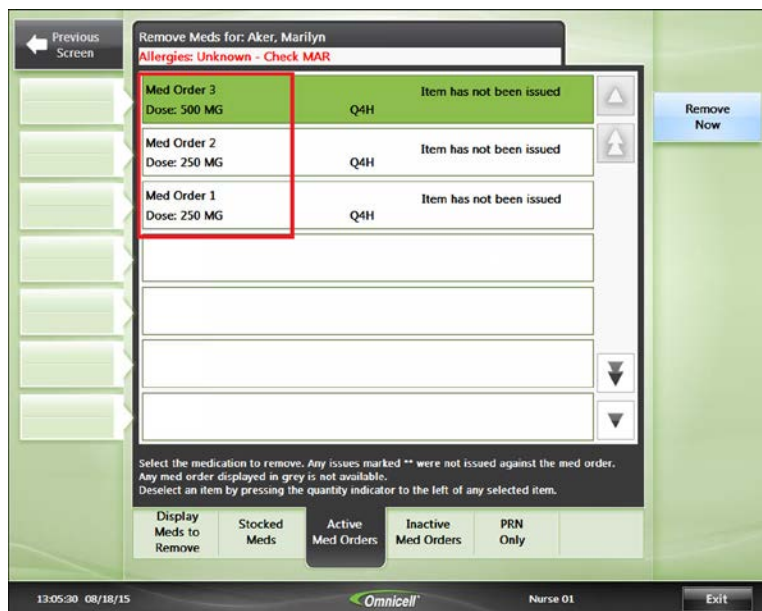 Previous
Screen
Remove Meds for: Aker, Marilyn
Allergies: Unknown - Check MAR
Med Order 3
Item has not been issued
Dose: 500 MG
Q4H
Remove
Now
Med Order 2
Item has not been issued
Dose: 250 MG
Q4H
Med Order 1
Item has not been issued
Dose: 250 MG
Q4H
Select the medication to remove. Any issues marked ** were not issued against the med order.
Any med order displayed in grey is not available.
Deselect an item by pressing the quantity indicator to the left of any selected item.
Display
Meds to
Remove
Stocked
Meds
Active
Med Orders
Inactive
Med Orders
PRN
Only
13:05:30 08/18/15
Omnicell
Nurse 01
Exit